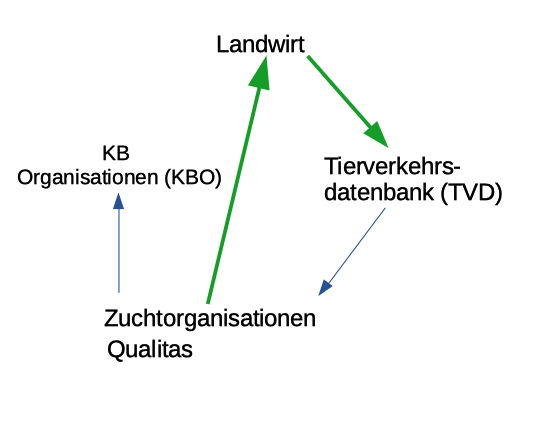 Landwirt
KB
Organisationen (KBO)
Tierverkehrs-
datenbank (TVD)
Zuchtorganisationen
Qualitas